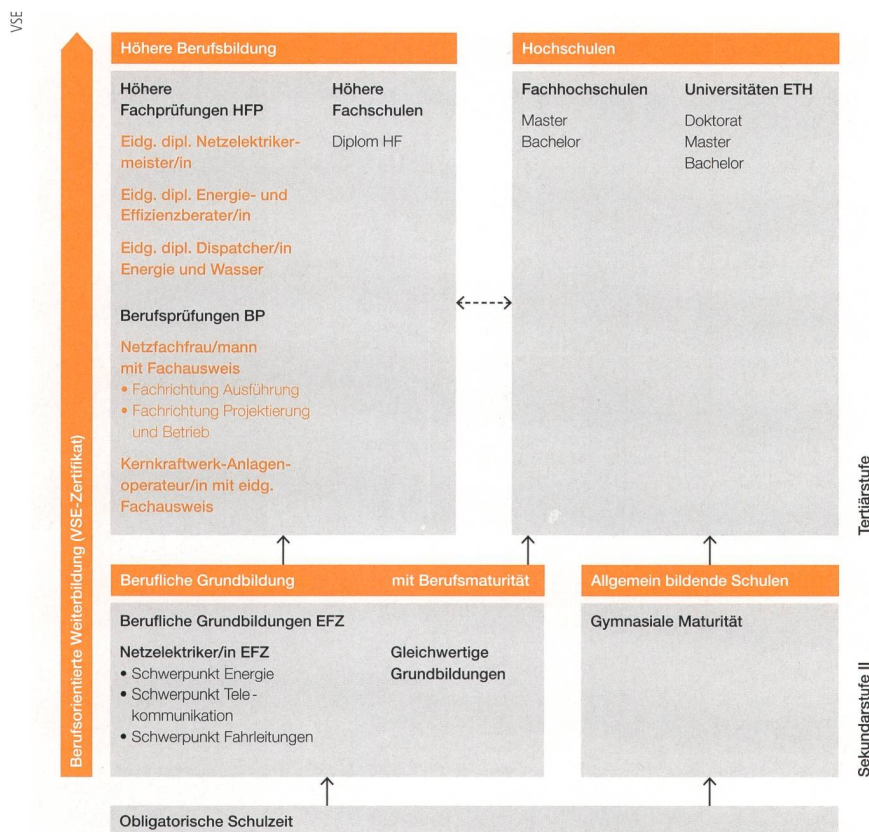 VSE
Höhere Berufsbildung
Höhere
Fachprüfungen HFP
Eidg. dipl. Netzelektriker-
meister/in
Eidg. dipl. Energie- und
Effizienzberater/in
Eidg. dipl. Dispatcher/in
Energie und Wasser
Berufsprüfungen BP
Netzfachfrau/mann
mit Fachausweis
• Fachrichtung Ausführung
• Fachrichtung Projektierung
und Betrieb
Kernkraftwerk-Anlagen-
operateur/in mit eidg.
Fachausweis
Höhere
Fachschulen
Diplom HF
Hochschulen
Fachhochschulen
Master
Bachelor
Universitäten ETH
Doktorat
Master
Bachelor
Tertiärstufe
Berufliche Grundbildung
mit Berufsmaturität
Berufliche Grundbildungen EFZ
Netzelektriker/in EFZ
• Schwerpunkt Energie
• Schwerpunkt Tele-
kommunikation
• Schwerpunkt Fahrleitungen
Gleichwertige
Grundbildungen
Allgemein bildende Schulen
Gymnasiale Maturität
Sekundarstufe II
Berufsorientierte Weiterbildung (VSE-Zertifikat)
Obligatorische Schulzeit